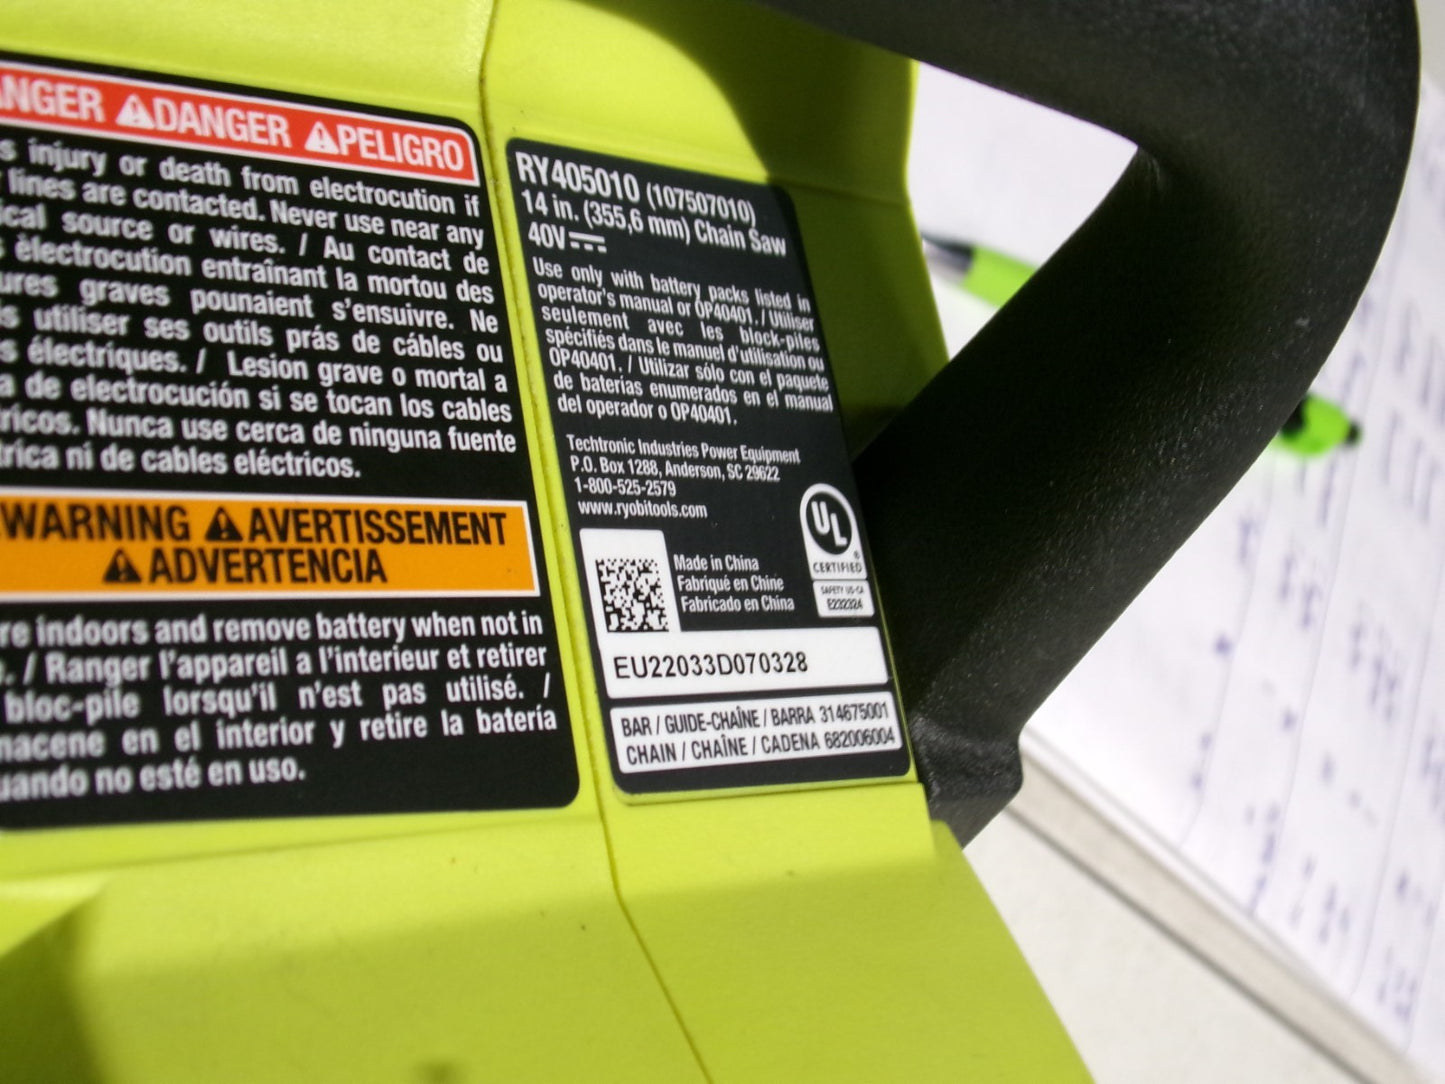 DANGER PELIGRO
s injury or death from electrocution if
lines are contacted. Never use near any
ical source or wires. / Au contact de
s èlectrocution entraînant la mortou des
ures graves pounaient s'ensuivre. Ne
s utiliser ses outils prás de cábles ou
s électriques. / Lesion grave o mortal a
a de electrocución si se tocan los cables
tricos. Nunca use cerca de ninguna fuente
trica ni de cables eléctricos.
WARNING AVERTISSEMENT
ADVERTENCIA
re indoors and remove battery when not in
. / Ranger l'appareil a l'interieur et retirer
bloc-pile lorsqu'il n'est pas utilisé. /
macene en el interior y retire la batería
uando no esté en uso.
RY405010 (107507010)
14 in. (355,6 mm) Chain Saw
40V
Use only with battery packs listed in
operator's manual or OP40401. / Utiliser
seulement avec les block-piles
spécifiés dans le manuel d'utilisation ou
OP40401. / Utilizar sólo con el paquete
de baterías enumerados en el manual
del operador o OP40401.
Techtronic Industries Power Equipment
P.O. Box 1288, Anderson, SC 29622
1-800-525-2579
www.ryobitools.com
UL
®
CERTIFIED
SAFETY US-CA
E232324
Made in China
Fabriqué en Chine
Fabricado en China
EU22033D070328
BAR / GUIDE-CHAÎNE / BARRA 314675001
CHAIN / CHAÎNE / CADENA 682006004